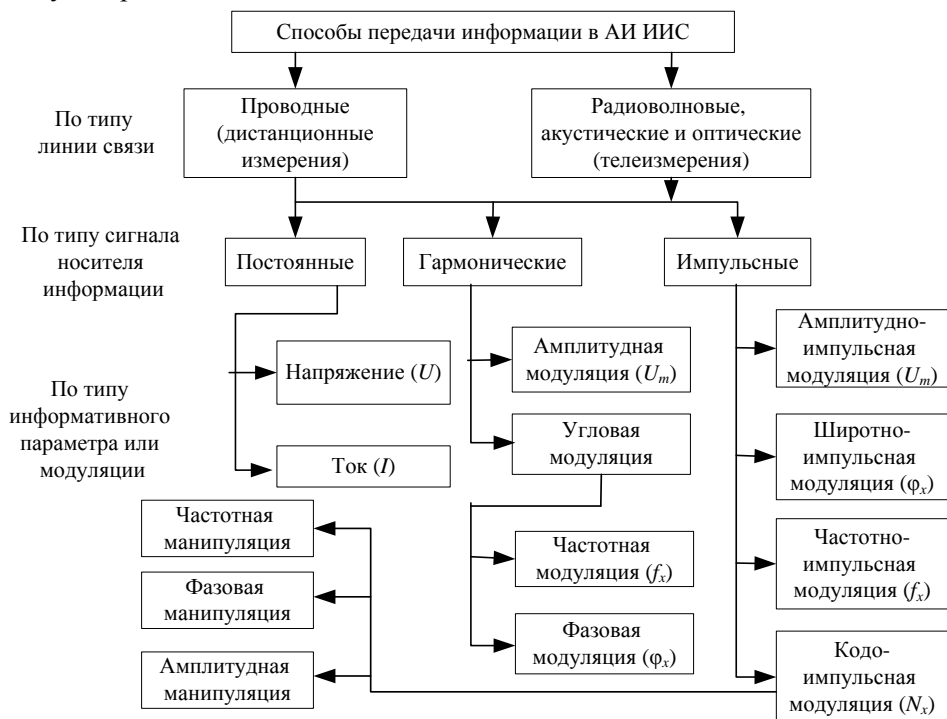 Способы передачи информации в АИ ИИС
По типу
линии связи
Проводные
(дистанционные
измерения)
Радиоволновые,
акустические и оптические
(телеизмерения)
По типу сигнала
носителя
информации
Постоянные
Гармонические
Импульсные
По типу
информативного
параметра или
модуляции
Напряжение (U)
Ток (I)
Амплитудная
модуляция (Um)
Угловая
модуляция
Частотная
модуляция (fx)
Фазовая
модуляция (φx)
Амплитудно-
импульсная
модуляция (Um)
Широтно-
импульсная
модуляция (φx)
Частотно-
импульсная
модуляция (fx)
Кодо-
импульсная
модуляция (Nx)
Частотная
манипуляция
Фазовая
манипуляция
Амплитудная
манипуляция